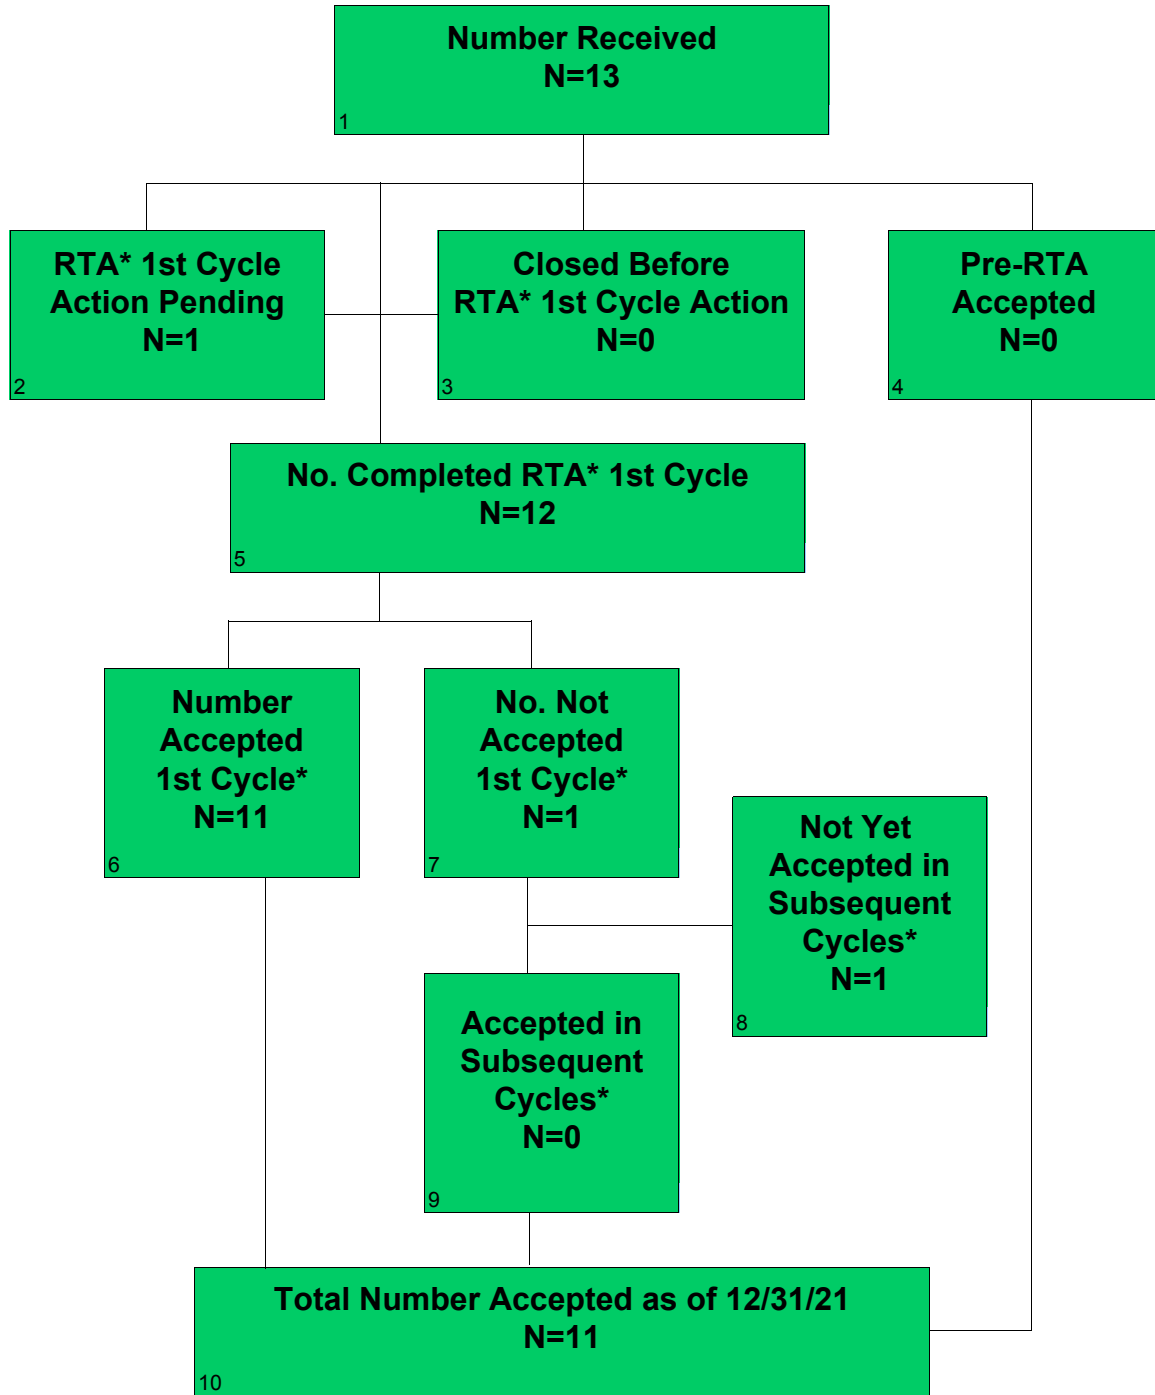 Number Received
N=13
1
RTA* 1st Cycle
Action Pending
N=1
2
Closed Before
RTA* 1st Cycle Action
N=0
3
Pre-RTA
Accepted
N=0
4
No. Completed RTA* 1st Cycle
N=12
5
Number
Accepted
1st Cycle*
N=11
6
No. Not
Accepted
1st Cycle*
N=1
7
Not Yet
Accepted in
Subsequent
Cycles*
N=1
8
Accepted in
Subsequent
Cycles*
N=0
9
Total Number Accepted as of 12/31/21
N=11
10